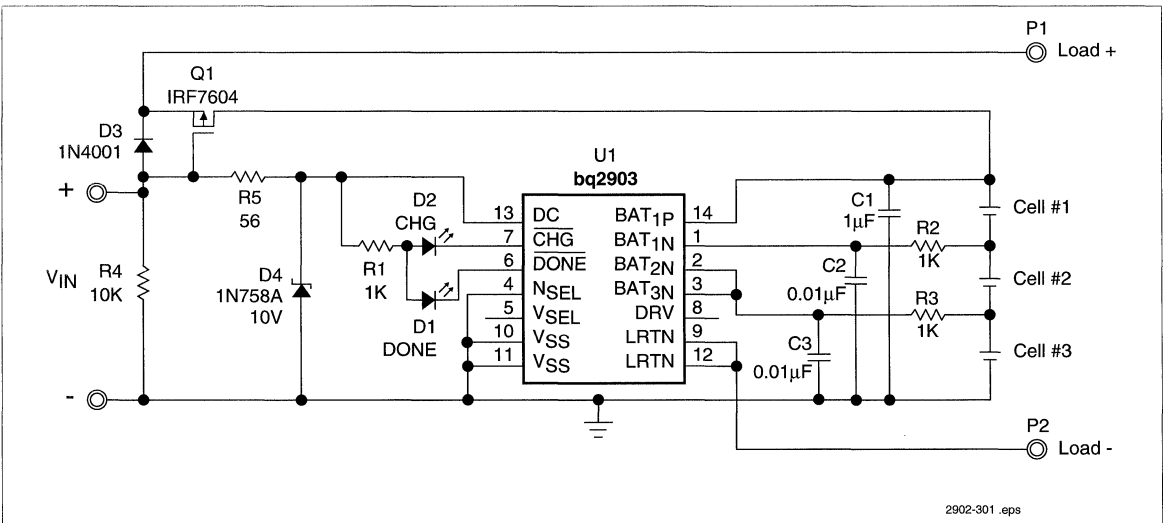 P1
Load +
Q1
IRF7604
D3
1N4001
+
R5
56
D4
1N758A
10V
VIN
R4
10K
-
R1
1K
D2
CHG
D1
DONE
U1
bq2903
13 DC
7 CHG
6 DONE
4 NSEL
5 VSEL
10 VSS
11 VSS
BAT1P 14
BAT1N 1
BAT2N 2
BAT3N 3
DRV 8
LRTN 9
LRTN 12
C1
1µF
C2
0.01µF
C3
0.01µF
R2
1K
R3
1K
Cell #1
Cell #2
Cell #3
P2
Load -
2902-301 .eps